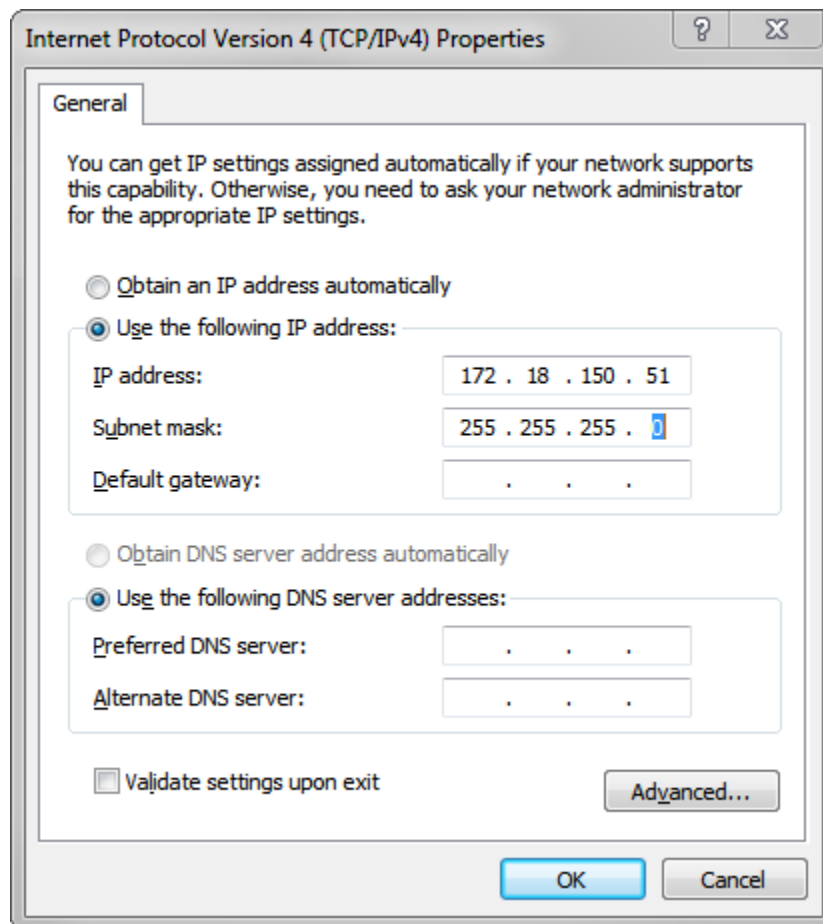 Internet Protocol Version 4 (TCP/IPv4) Properties
General
You can get IP settings assigned automatically if your network supports
this capability. Otherwise, you need to ask your network administrator
for the appropriate IP settings.
Obtain an IP address automatically
Use the following IP address:
IP address: 172 . 18 . 150 . 51
Subnet mask: 255 . 255 . 255 . 0
Default gateway: . . .
Obtain DNS server address automatically
Use the following DNS server addresses:
Preferred DNS server: . . .
Alternate DNS server: . . .
Validate settings upon exit
Advanced...
OK Cancel